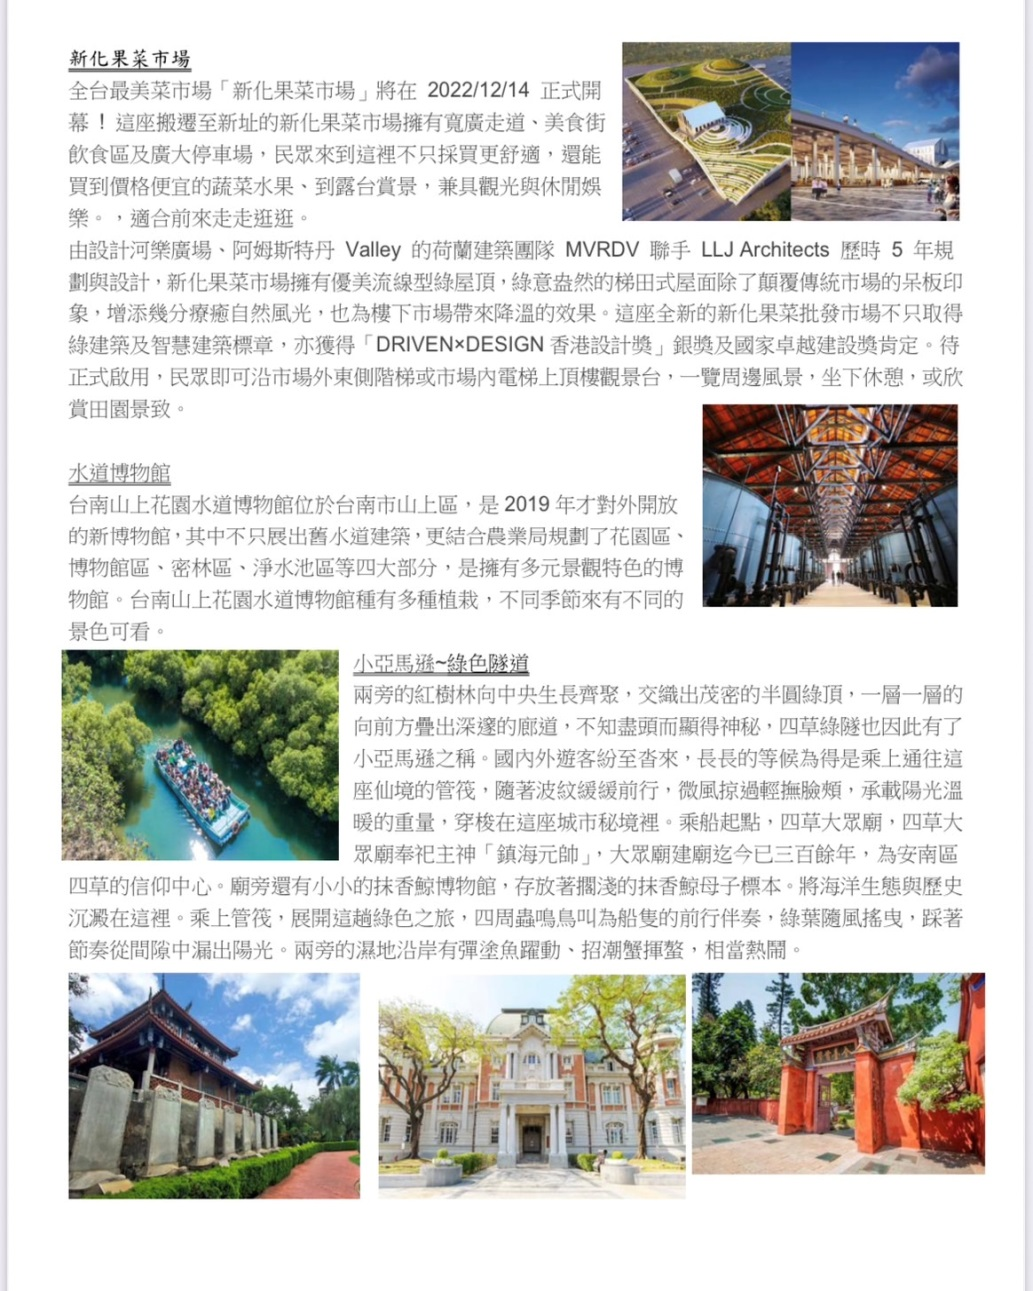 新化果菜市場
全台最美菜市場「新化果菜市場」將在 2022/12/14 正式開
幕！這座搬遷至新址的新化果菜市場擁有寬廣走道、美食街
飲食區及廣大停車場，民眾來到這裡不只採買更舒適，還能
買到價格便宜的蔬菜水果、到露台賞景，兼具觀光與休閒娛
樂。，適合前來走走逛逛。
由設計河樂廣場、阿姆斯特丹 Valley 的荷蘭建築團隊 MVRDV 聯手 LLJ Architects 歷時 5 年規
劃與設計，新化果菜市場擁有優美流線型綠屋頂，綠意盎然的梯田式屋面除了顛覆傳統市場的呆板印
象，增添幾分療癒自然風光，也為樓下市場帶來降溫的效果。這座全新的新化果菜批發市場不只取得
綠建築及智慧建築標章，亦獲得「DRIVEN×DESIGN 香港設計獎」銀獎及國家卓越建設獎肯定。待
正式啟用，民眾即可沿市場外東側階梯或市場內電梯上頂樓觀景台，一覽周邊風景，坐下休憩，或欣
賞田園景致。
水道博物館
台南山上花園水道博物館位於台南市山上區，是 2019 年才對外開放
的新博物館，其中不只展出舊水道建築，更結合農業局規劃了花園區、
博物館區、密林區、淨水池區等四大部分，是擁有多元景觀特色的博
物館。台南山上花園水道博物館種有多種植栽，不同季節來有不同的
景色可看。
小亞馬遜~綠色隧道
兩旁的紅樹林向中央生長齊聚，交織出茂密的半圓綠頂，一層一層的
向前方疊出深邃的廊道，不知盡頭而顯得神秘，四草綠隧也因此有了
小亞馬遜之稱。國內外遊客紛至沓來，長長的等候為得是乘上通往這
座仙境的管筏，隨著波紋緩緩前行，微風掠過輕撫臉頰，承載陽光溫
暖的重量，穿梭在這座城市秘境裡。乘船起點，四草大眾廟，四草大
眾廟奉祀主神「鎮海元帥」，大眾廟建廟迄今已三百餘年，為安南區
四草的信仰中心。廟旁還有小小的抹香鯨博物館，存放著擱淺的抹香鯨母子標本。將海洋生態與歷史
沉澱在這裡。乘上管筏，展開這趟綠色之旅，四周蟲鳴鳥叫為船隻的前行伴奏，綠葉隨風搖曳，踩著
節奏從間隙中漏出陽光。兩旁的濕地沿岸有彈塗魚躍動、招潮蟹揮螯，相當熱鬧。